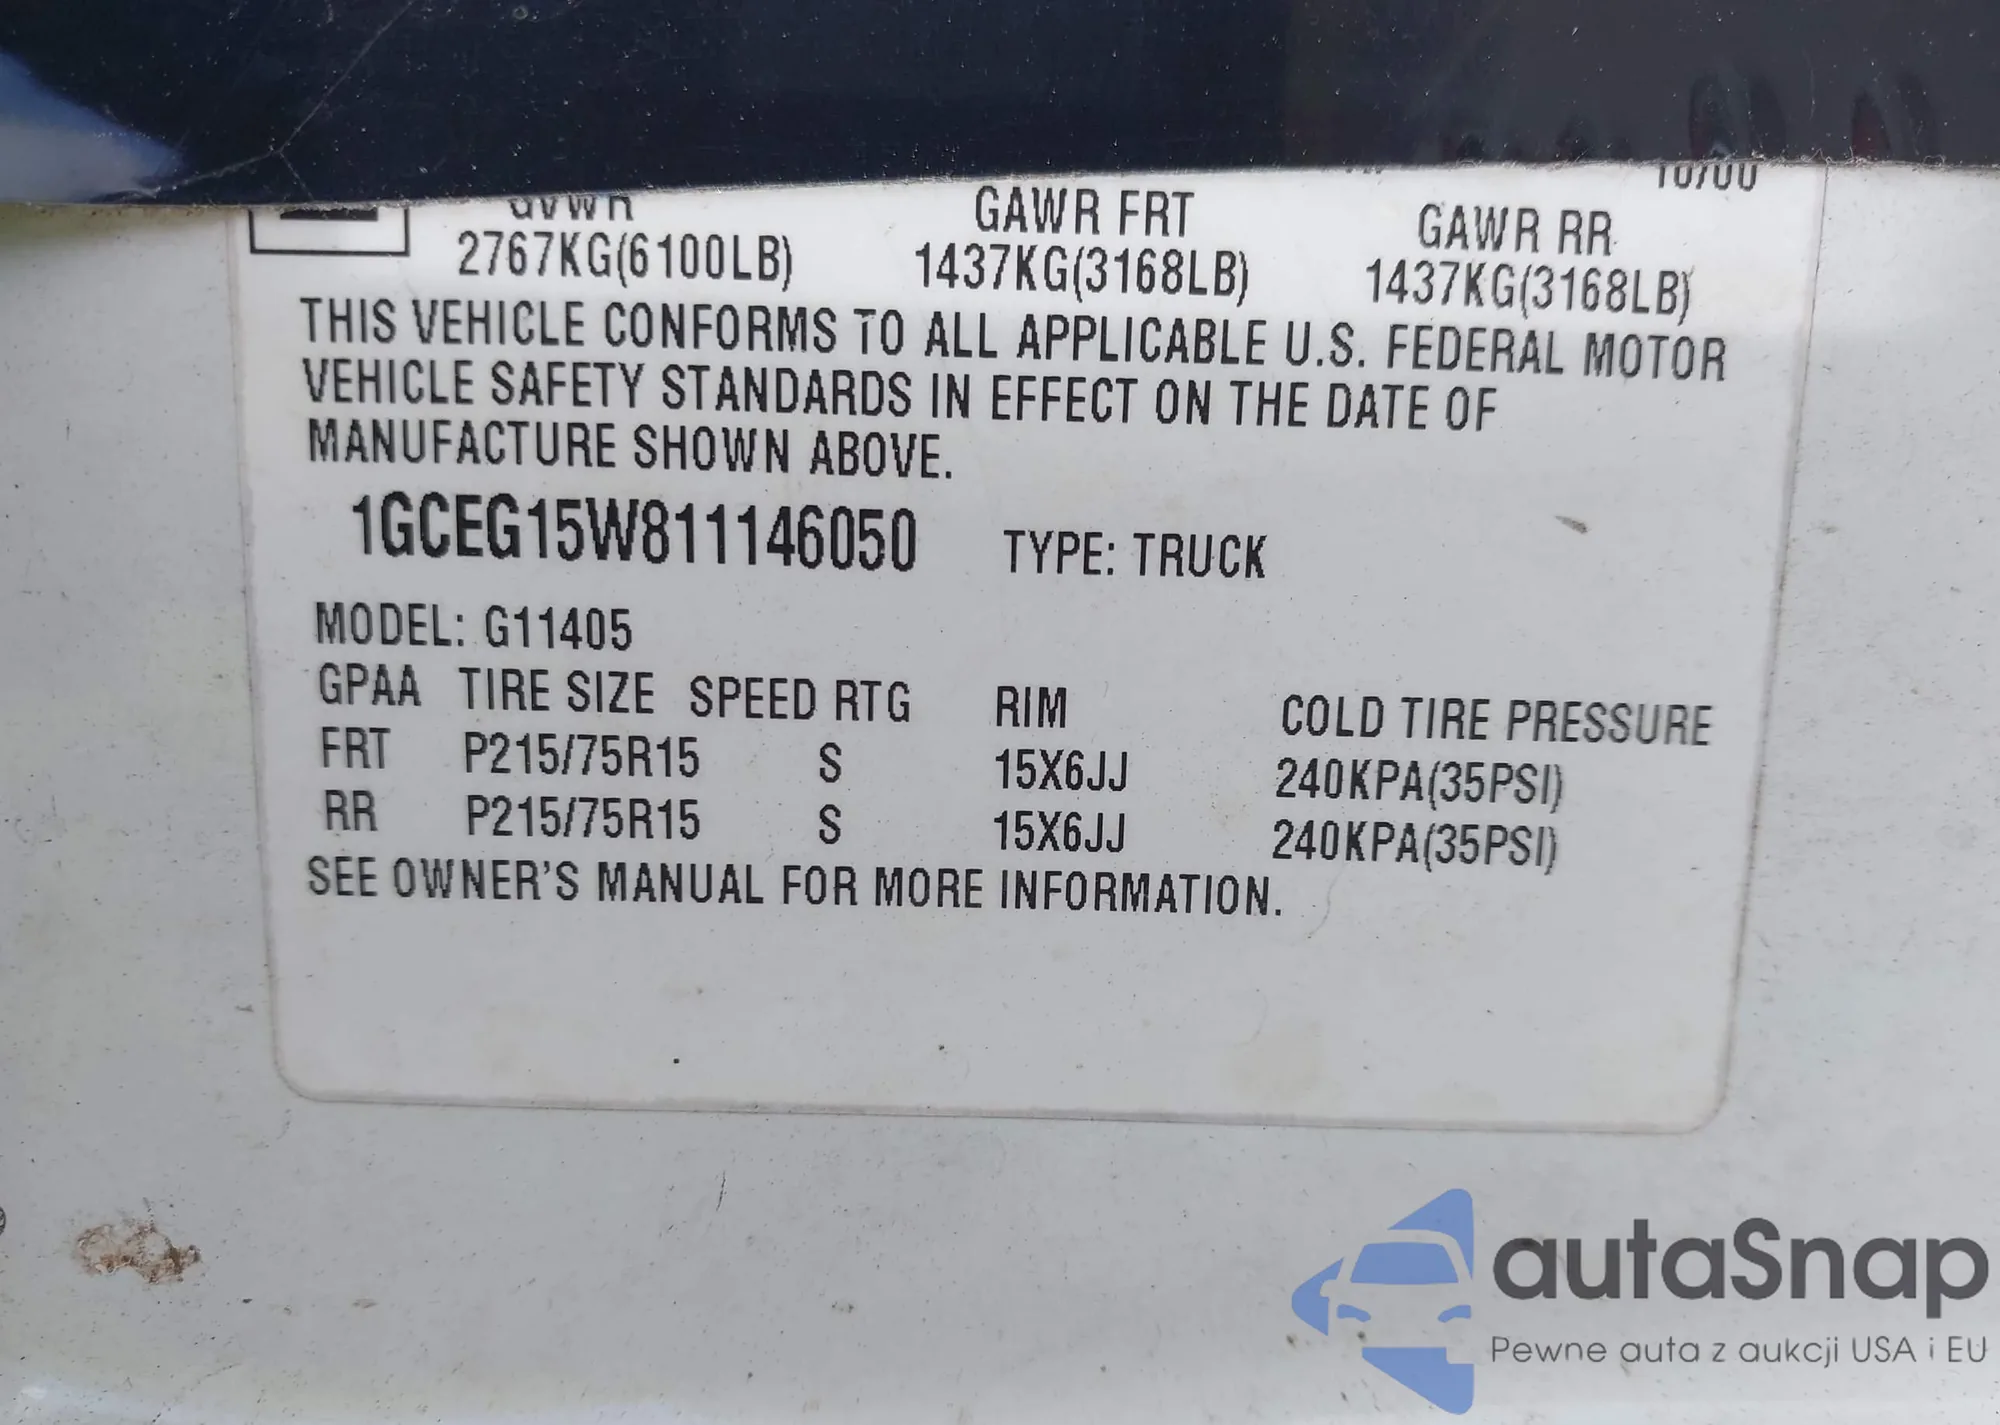 10/00
GVWR GAWR FRT GAWR RR
2767KG(6100LB) 1437KG(3168LB) 1437KG(3168LB)
THIS VEHICLE CONFORMS TO ALL APPLICABLE U.S. FEDERAL MOTOR
VEHICLE SAFETY STANDARDS IN EFFECT ON THE DATE OF
MANUFACTURE SHOWN ABOVE.
1GCEG15W811146050 TYPE: TRUCK
MODEL: G11405
GPAA TIRE SIZE SPEED RTG RIM COLD TIRE PRESSURE
FRT P215/75R15 S 15X6JJ 240KPA(35PSI)
RR P215/75R15 S 15X6JJ 240KPA(35PSI)
SEE OWNER'S MANUAL FOR MORE INFORMATION.
autaSnap
Pewne auta z aukcji USA i EU